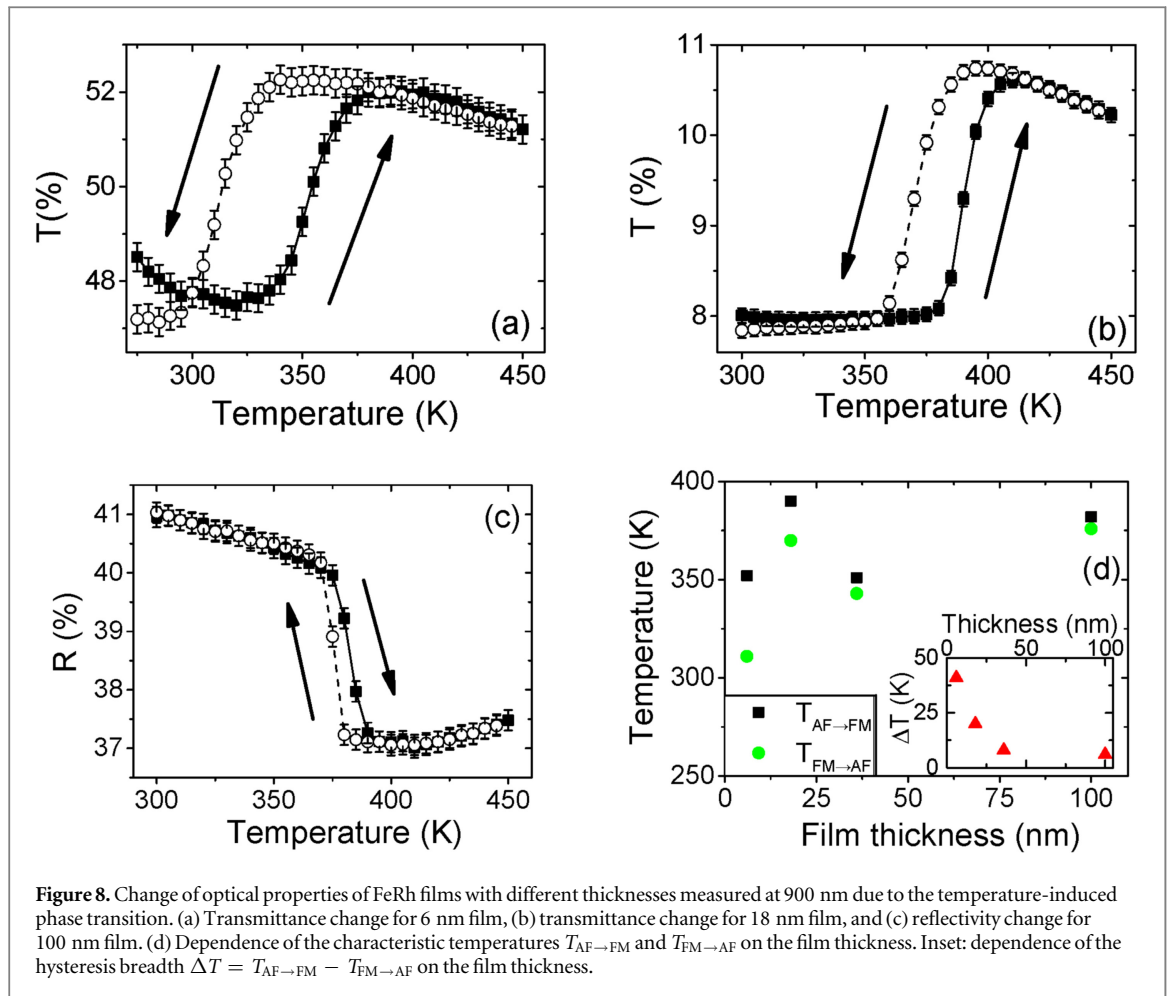 52
50
48
T(%)
300
350
400
450
Temperature (K)
(a)
11
10
9
8
T (%)
300
350
400
450
Temperature (K)
(b)
41
40
39
38
37
R (%)
300
350
400
450
Temperature (K)
(c)
400
350
300
250
Temperature (K)
0
25
50
75
100
Film thickness (nm)
(d)
T AF→FM
T FM→AF
Thickness (nm)
0
50
100
50
25
0
ΔT (K)
Figure 8. Change of optical properties of FeRh films with different thicknesses measured at 900 nm due to the temperature-induced
phase transition. (a) Transmittance change for 6 nm film, (b) transmittance change for 18 nm film, and (c) reflectivity change for
100 nm film. (d) Dependence of the characteristic temperatures T AF→FM and T FM→AF on the film thickness. Inset: dependence of the
hysteresis breadth ΔT = T AF→FM − T FM→AF on the film thickness.